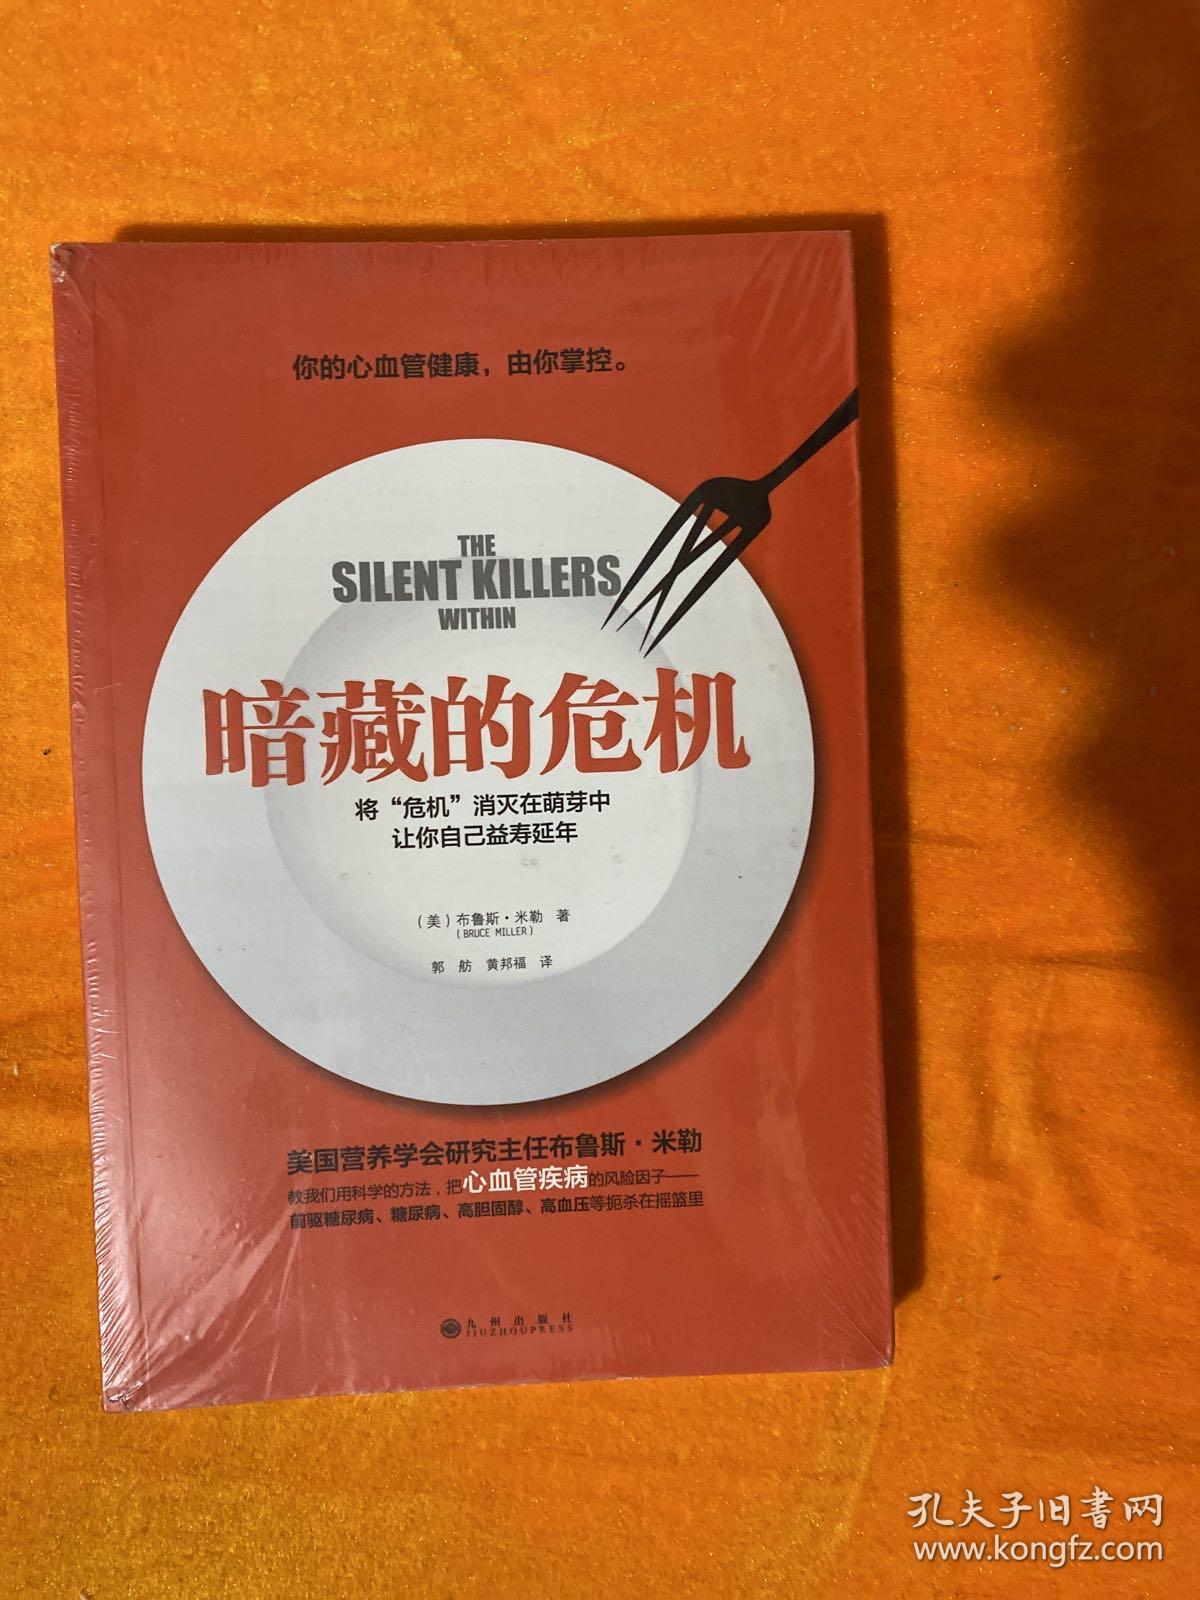 你的心血管健康，由你掌控。
THE
SILENT KILLERS
WITHIN
暗藏的危机
将“危机”消灭在萌芽中
让你自己益寿延年
（美）布鲁斯·米勒 著
（BRUCE MILLER）
郭 舫 黄邦福 译
美国营养学会研究主任布鲁斯·米勒
教我们用科学的方法，把心血管疾病的风险因子——
前驱糖尿病、糖尿病、高胆固醇、高血压等扼杀在摇篮里
九州出版社
JIUZHOUPRESS
孔夫子旧书网
www.kongfz.com